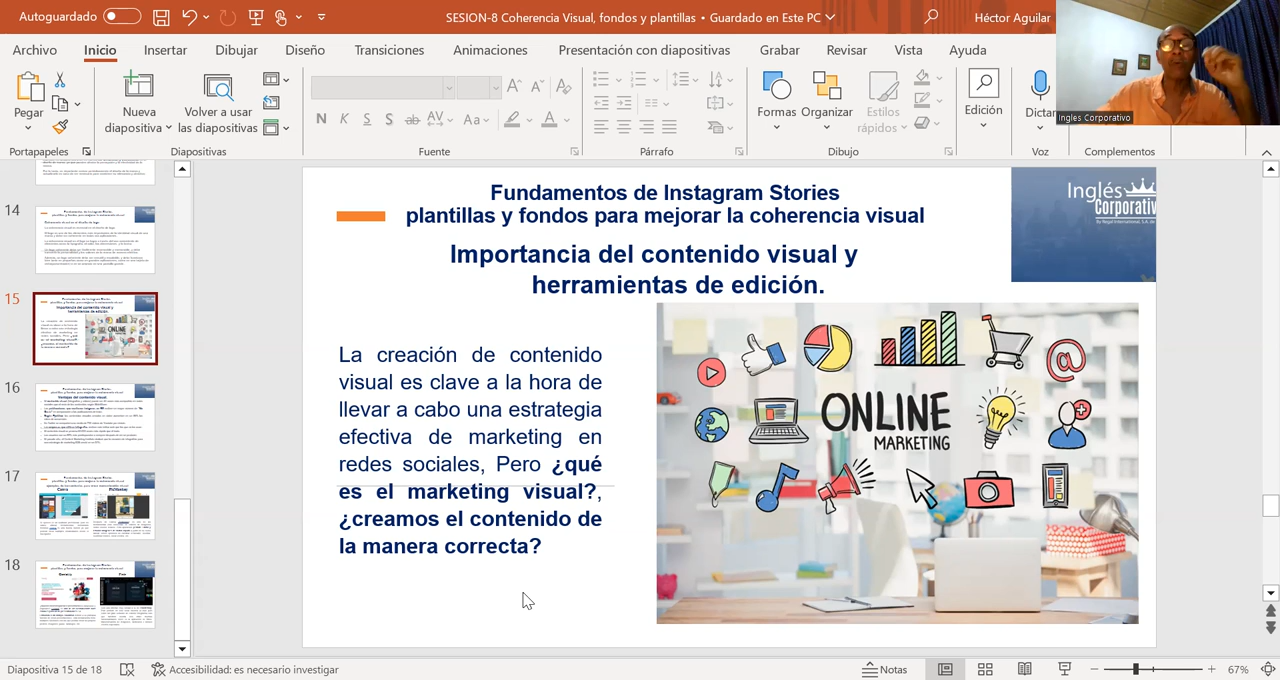 Autoguardado
SESION-8 Coherencia Visual, fondos y plantillas • Guardado en Este PC
Héctor Aguilar
Archivo Inicio Insertar Dibujar Diseño Transiciones Animaciones Presentación con diapositivas Grabar Revisar Vista Ayuda
Pegar
Nueva diapositiva
Volver a usar las diapositivas
N K S S ab AV Aa A
Formas
Organizar
Estilos rápidos
Edición
Dictar
Portapapeles Diapositivas Fuente Párrafo Dibujo Voz Complementos
Ingles Corporativo
14
15
16
17
18
Fundamentos de Instagram Stories
plantillas y fondos para mejorar la coherencia visual
Importancia del contenido visual y
herramientas de edición.
Inglés
Corporativ
La creación de contenido
visual es clave a la hora de
llevar a cabo una estrategia
efectiva de marketing en
redes sociales, Pero ¿qué
es el marketing visual?,
¿creamos el contenido de
la manera correcta?
ONLINE
MARKETING
Diapositiva 15 de 18
Accesibilidad: es necesario investigar
Notas
67%